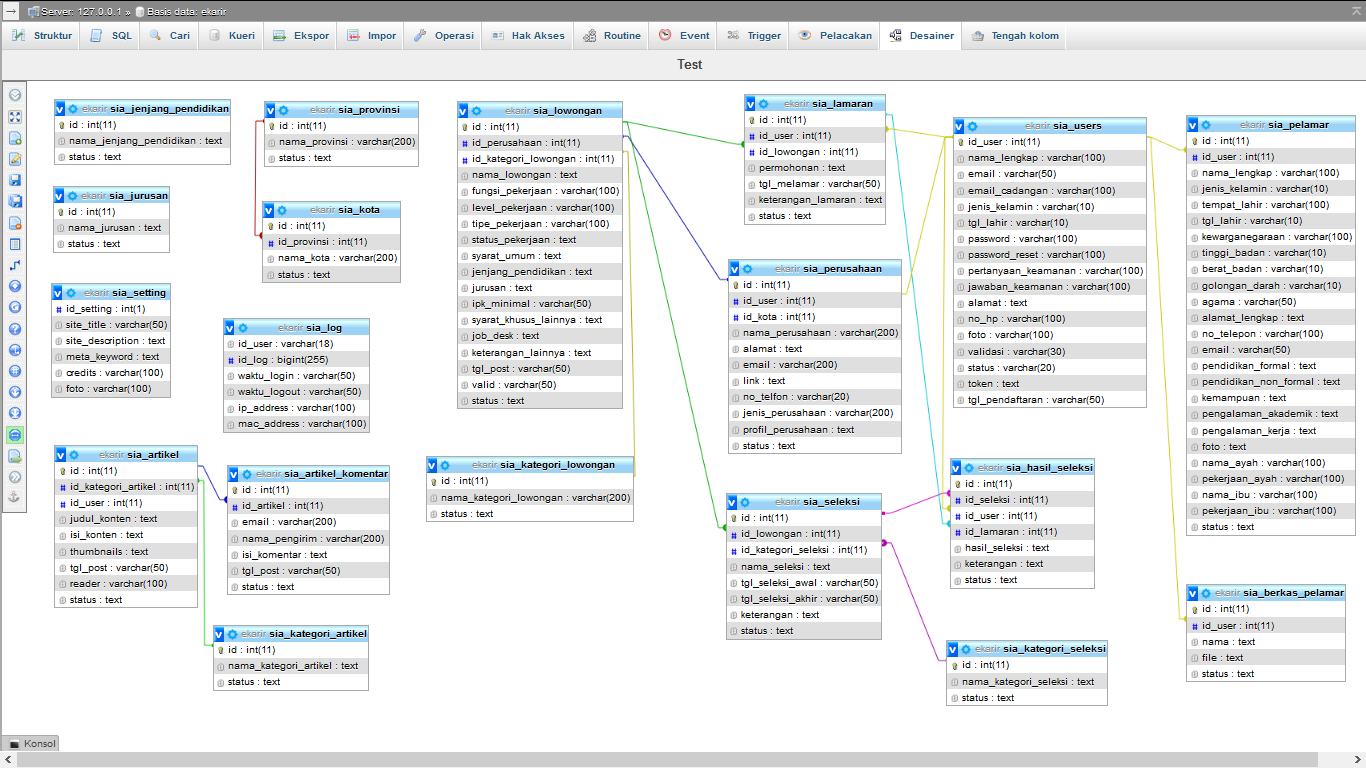 Server: 127.0.0.1 » Basis data: ekarir
Struktur SQL Cari Kueri Ekspor Impor Operasi Hak Akses Routine Event Trigger Pelacakan Desainer Tengah kolom
Test
ekarir sia_jenjang_pendidikan
id : int(11)
nama_jenjang_pendidikan : text
status : text
ekarir sia_jurusan
id : int(11)
nama_jurusan : text
status : text
ekarir sia_setting
id_setting : int(1)
site_title : varchar(50)
site_description : text
meta_keyword : text
credits : varchar(100)
foto : varchar(100)
ekarir sia_provinsi
id : int(11)
nama_provinsi : varchar(200)
status : text
ekarir sia_kota
id : int(11)
id_provinsi : int(11)
nama_kota : varchar(200)
status : text
ekarir sia_log
id_user : varchar(18)
id_log : bigint(255)
waktu_login : varchar(50)
waktu_logout : varchar(50)
ip_address : varchar(100)
mac_address : varchar(100)
ekarir sia_artikel
id : int(11)
id_kategori_artikel : int(11)
id_user : int(11)
judul_konten : text
isi_konten : text
thumbnails : text
tgl_post : varchar(50)
reader : varchar(100)
status : text
ekarir sia_artikel_komentar
id : int(11)
id_artikel : int(11)
email : varchar(200)
nama_pengirim : varchar(200)
isi_komentar : text
tgl_post : varchar(50)
status : text
ekarir sia_kategori_artikel
id : int(11)
nama_kategori_artikel : text
status : text
ekarir sia_lowongan
id : int(11)
id_perusahaan : int(11)
id_kategori_lowongan : int(11)
nama_lowongan : text
fungsi_pekerjaan : varchar(100)
level_pekerjaan : varchar(100)
tipe_pekerjaan : varchar(100)
status_pekerjaan : text
syarat_umum : text
jenjang_pendidikan : text
jurusan : text
ipk_minimal : varchar(50)
syarat_khusus_lainnya : text
job_desk : text
keterangan_lainnya : text
tgl_post : varchar(50)
valid : varchar(50)
status : text
ekarir sia_kategori_lowongan
id : int(11)
nama_kategori_lowongan : varchar(200)
status : text
ekarir sia_lamaran
id : int(11)
id_user : int(11)
id_lowongan : int(11)
permohonan : text
tgl_melamar : varchar(50)
keterangan_lamaran : text
status : text
ekarir sia_perusahaan
id : int(11)
id_user : int(11)
id_kota : int(11)
nama_perusahaan : varchar(200)
alamat : text
email : varchar(200)
link : text
no_telfon : varchar(20)
jenis_perusahaan : varchar(200)
profil_perusahaan : text
status : text
ekarir sia_seleksi
id : int(11)
id_lowongan : int(11)
id_kategori_seleksi : int(11)
nama_seleksi : text
tgl_seleksi_awal : varchar(50)
tgl_seleksi_akhir : varchar(50)
keterangan : text
status : text
ekarir sia_users
id_user : int(11)
nama_lengkap : varchar(100)
email : varchar(50)
email_cadangan : varchar(100)
jenis_kelamin : varchar(10)
tgl_lahir : varchar(10)
password : varchar(100)
password_reset : varchar(100)
pertanyaan_keamanan : varchar(100)
jawaban_keamanan : varchar(100)
alamat : text
no_hp : varchar(100)
foto : varchar(100)
validasi : varchar(30)
status : varchar(20)
token : text
tgl_pendaftaran : varchar(50)
ekarir sia_hasil_seleksi
id : int(11)
id_seleksi : int(11)
id_user : int(11)
id_lamaran : int(11)
hasil_seleksi : text
keterangan : text
status : text
ekarir sia_kategori_seleksi
id : int(11)
nama_kategori_seleksi : text
status : text
ekarir sia_pelamar
id : int(11)
id_user : int(11)
nama_lengkap : varchar(100)
jenis_kelamin : varchar(10)
tempat_lahir : varchar(100)
tgl_lahir : varchar(10)
kewarganegaraan : varchar(100)
tinggi_badan : varchar(10)
berat_badan : varchar(10)
golongan_darah : varchar(10)
agama : varchar(50)
alamat_lengkap : text
no_telepon : varchar(100)
email : varchar(50)
pendidikan_formal : text
pendidikan_non_formal : text
kemampuan : text
pengalaman_akademik : text
pengalaman_kerja : text
foto : text
nama_ayah : varchar(100)
pekerjaan_ayah : varchar(100)
nama_ibu : varchar(100)
pekerjaan_ibu : varchar(100)
status : text
ekarir sia_berkas_pelamar
id : int(11)
id_user : int(11)
nama : text
file : text
status : text
Konsol